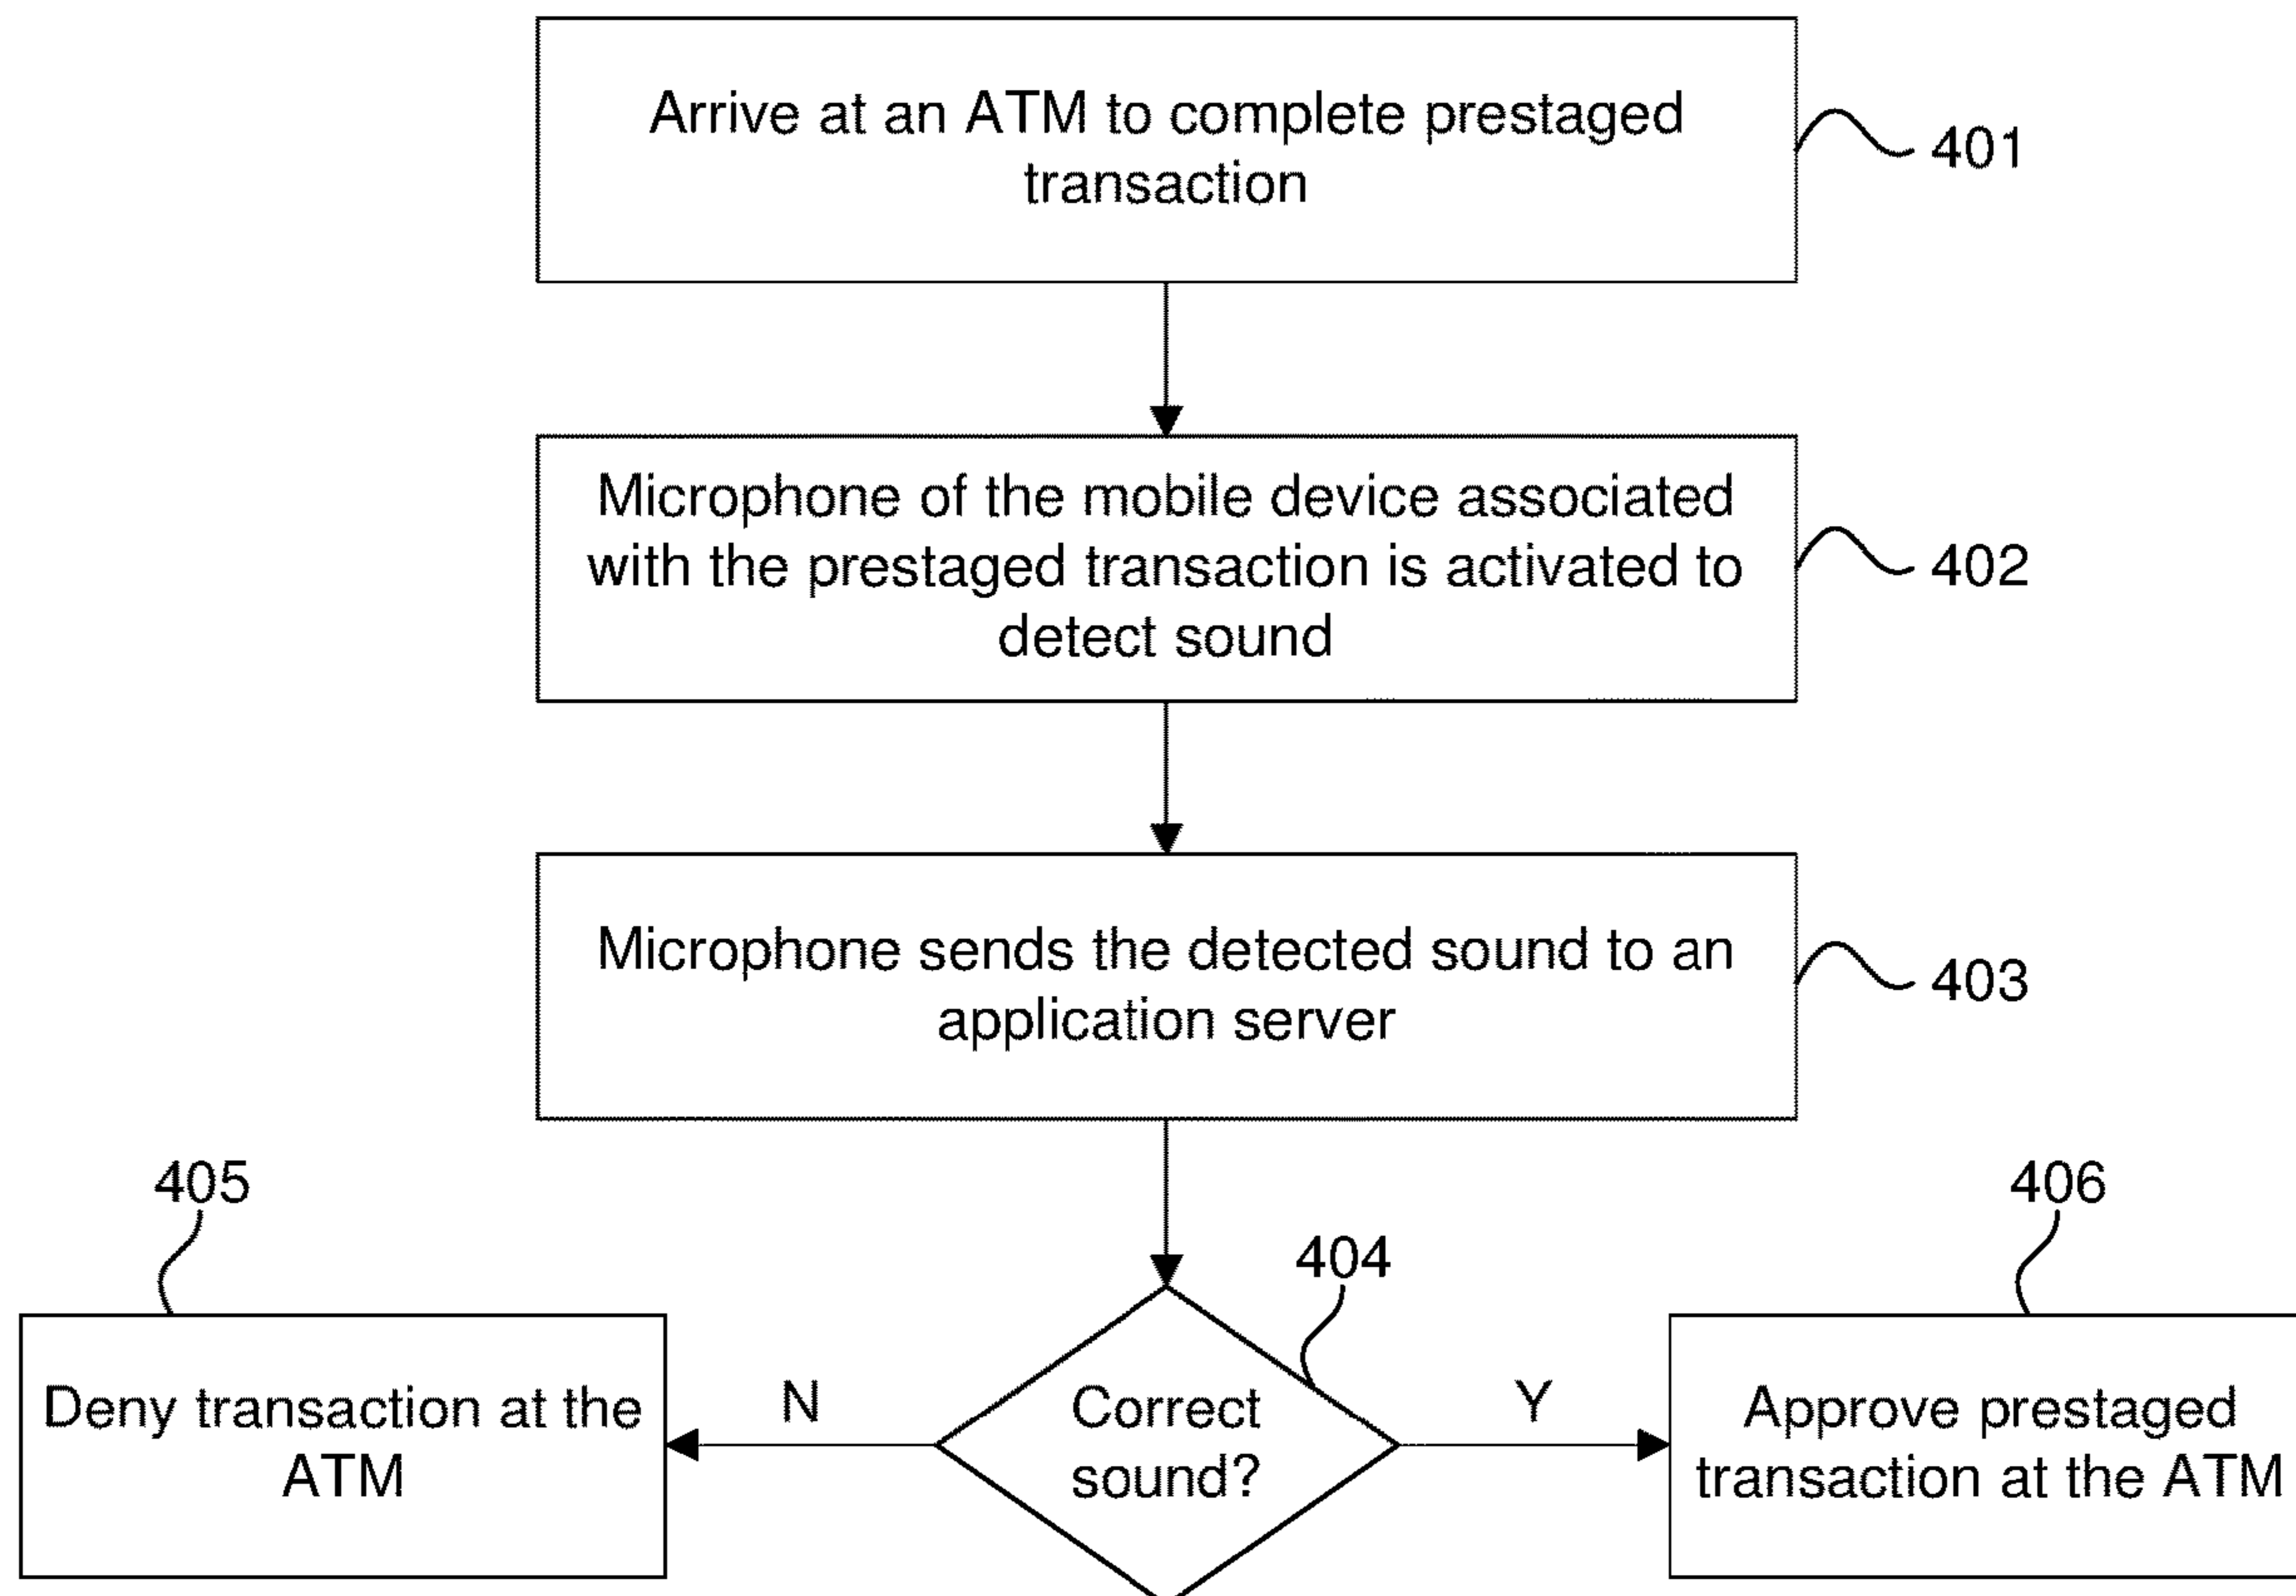 Arrive at an ATM to complete prestaged
transaction
401
Microphone of the mobile device associated
with the prestaged transaction is activated to
detect sound
402
Microphone sends the detected sound to an
application server
403
405
406
404
Deny transaction at the
ATM
N
Correct
sound?
Y
Approve prestaged
transaction at the ATM